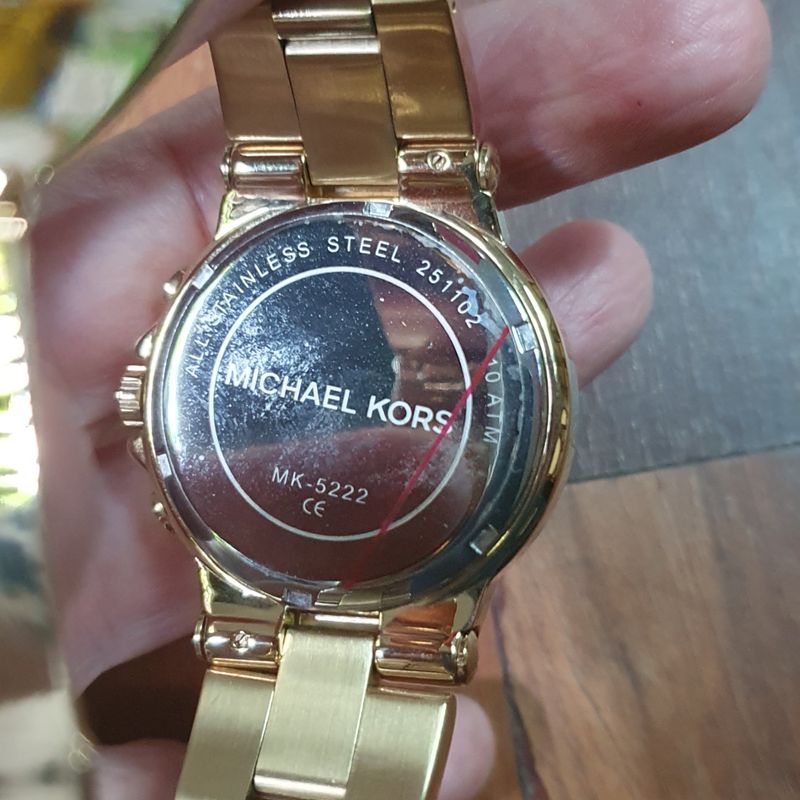 ALL STAINLESS STEEL 251102
10 ATM
MICHAEL KORS
MK-5222
CE